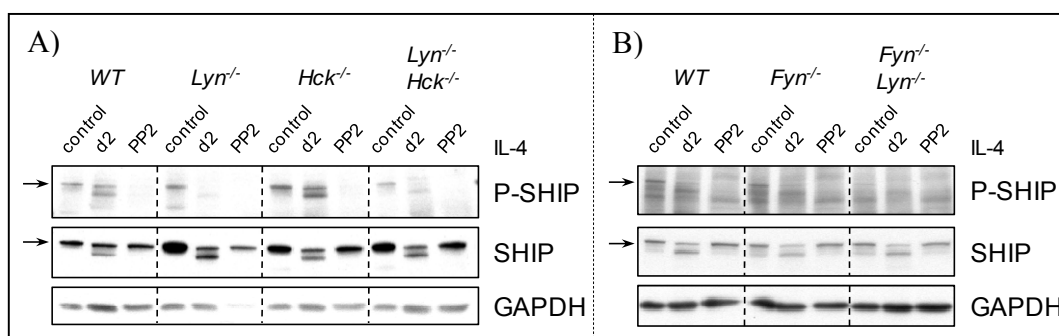 A)
WT Lyn-/- Hck-/- Lyn-/- Hck-/-
control d2 PP2 control d2 PP2 control d2 PP2 control d2 PP2 IL-4
P-SHIP
SHIP
GAPDH
B)
WT Fyn-/- Fyn-/- Lyn-/-
control d2 PP2 control d2 PP2 control d2 PP2 IL-4
P-SHIP
SHIP
GAPDH